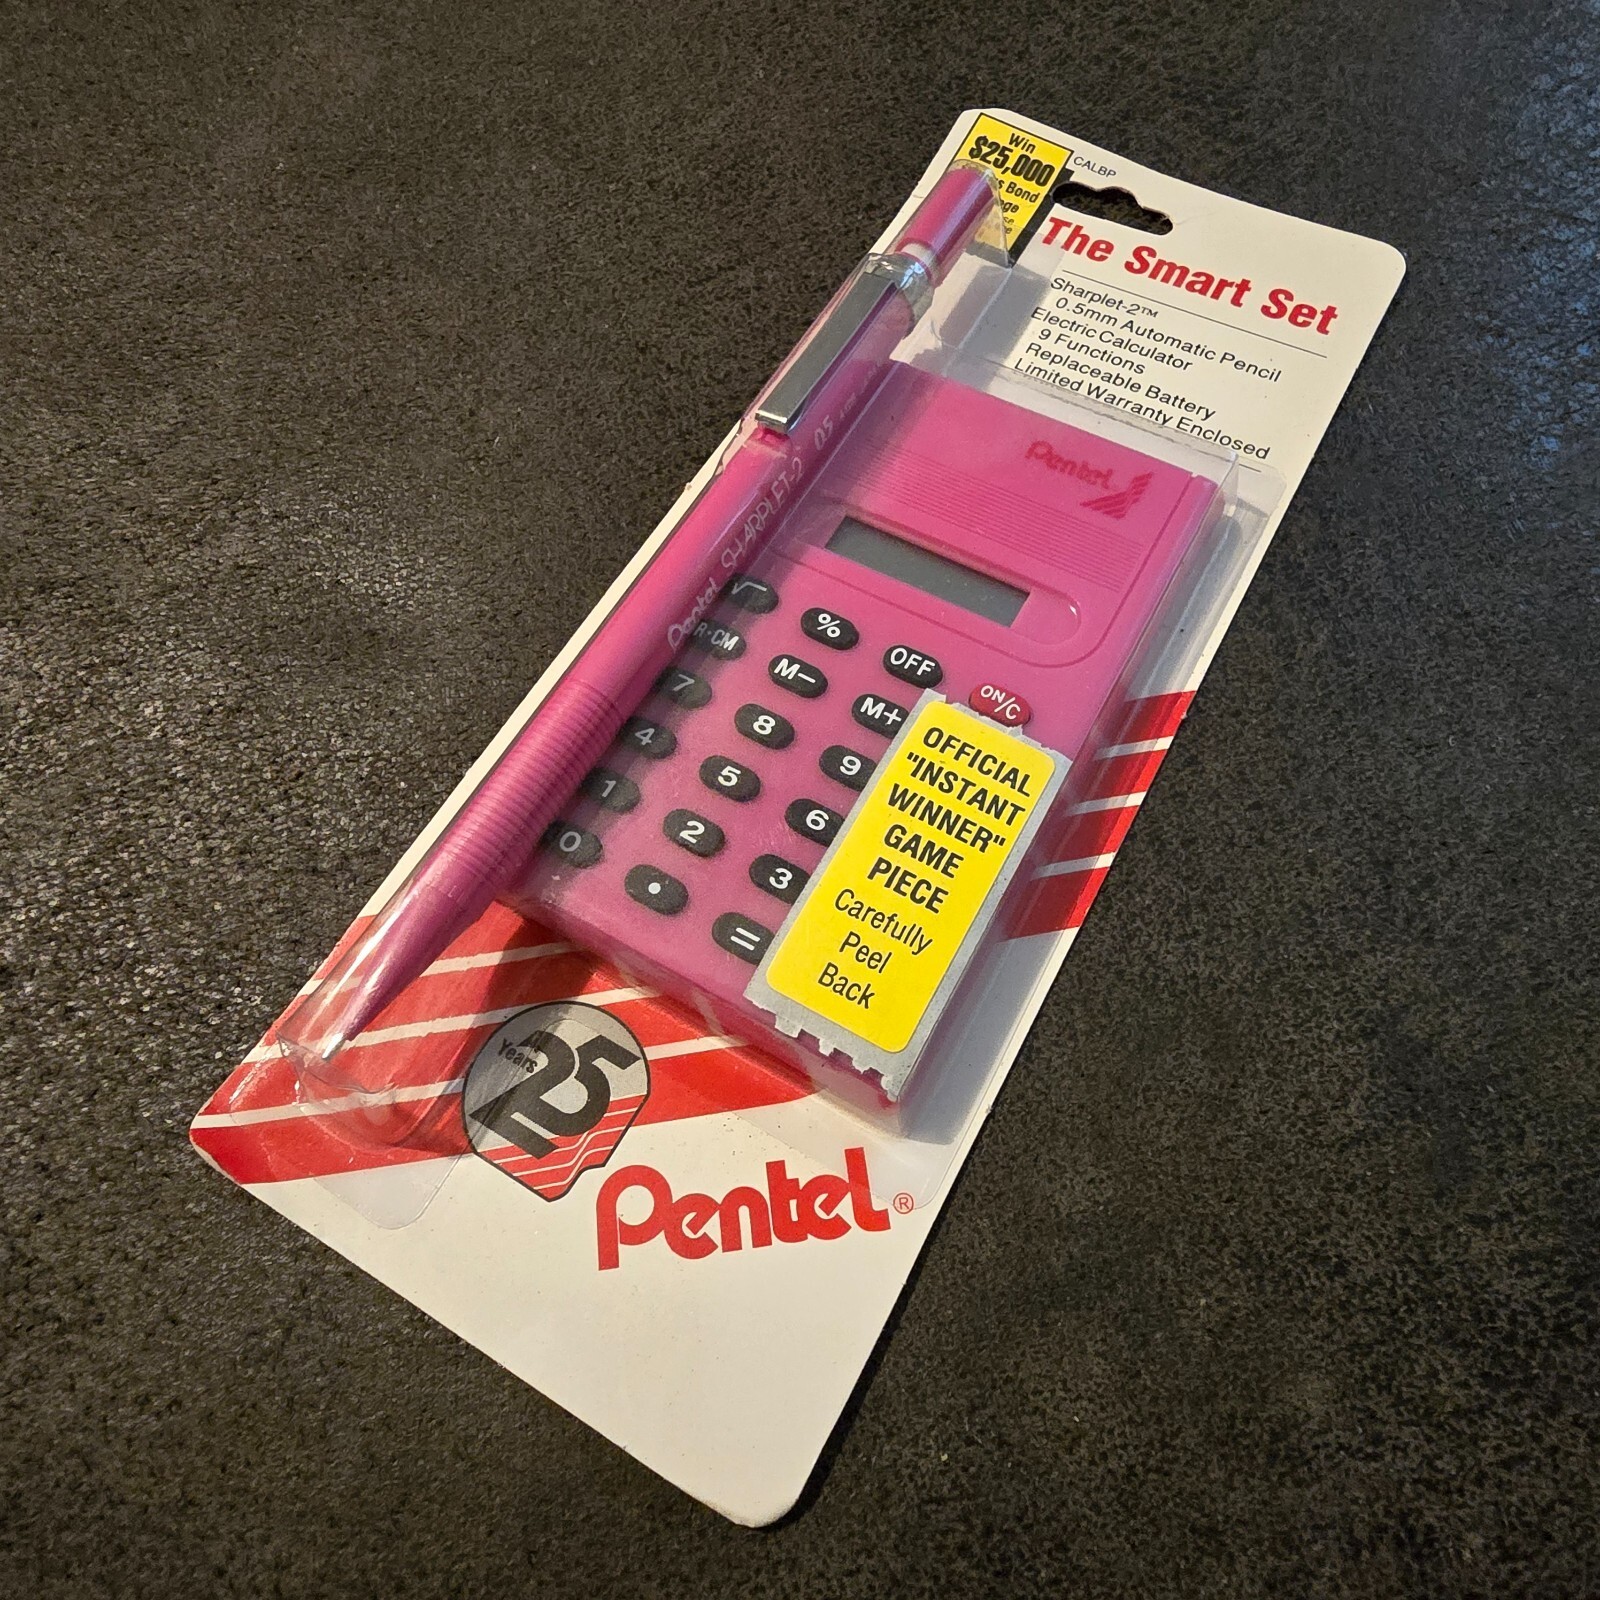 Win
$25,000
Bond
CALBP
The Smart Set
Sharplet-2™
0.5mm Automatic Pencil
Electric Calculator
9 Functions
Replaceable Battery
Limited Warranty Enclosed
Pentel
Pentel SHARPLET-2 0.5
√ % OFF ON/C
R·CM M− M+
7 8 9
4 5 6
1 2 3
0 • =
OFFICIAL
"INSTANT
WINNER"
GAME
PIECE
Carefully
Peel
Back
25
Years
Pentel®